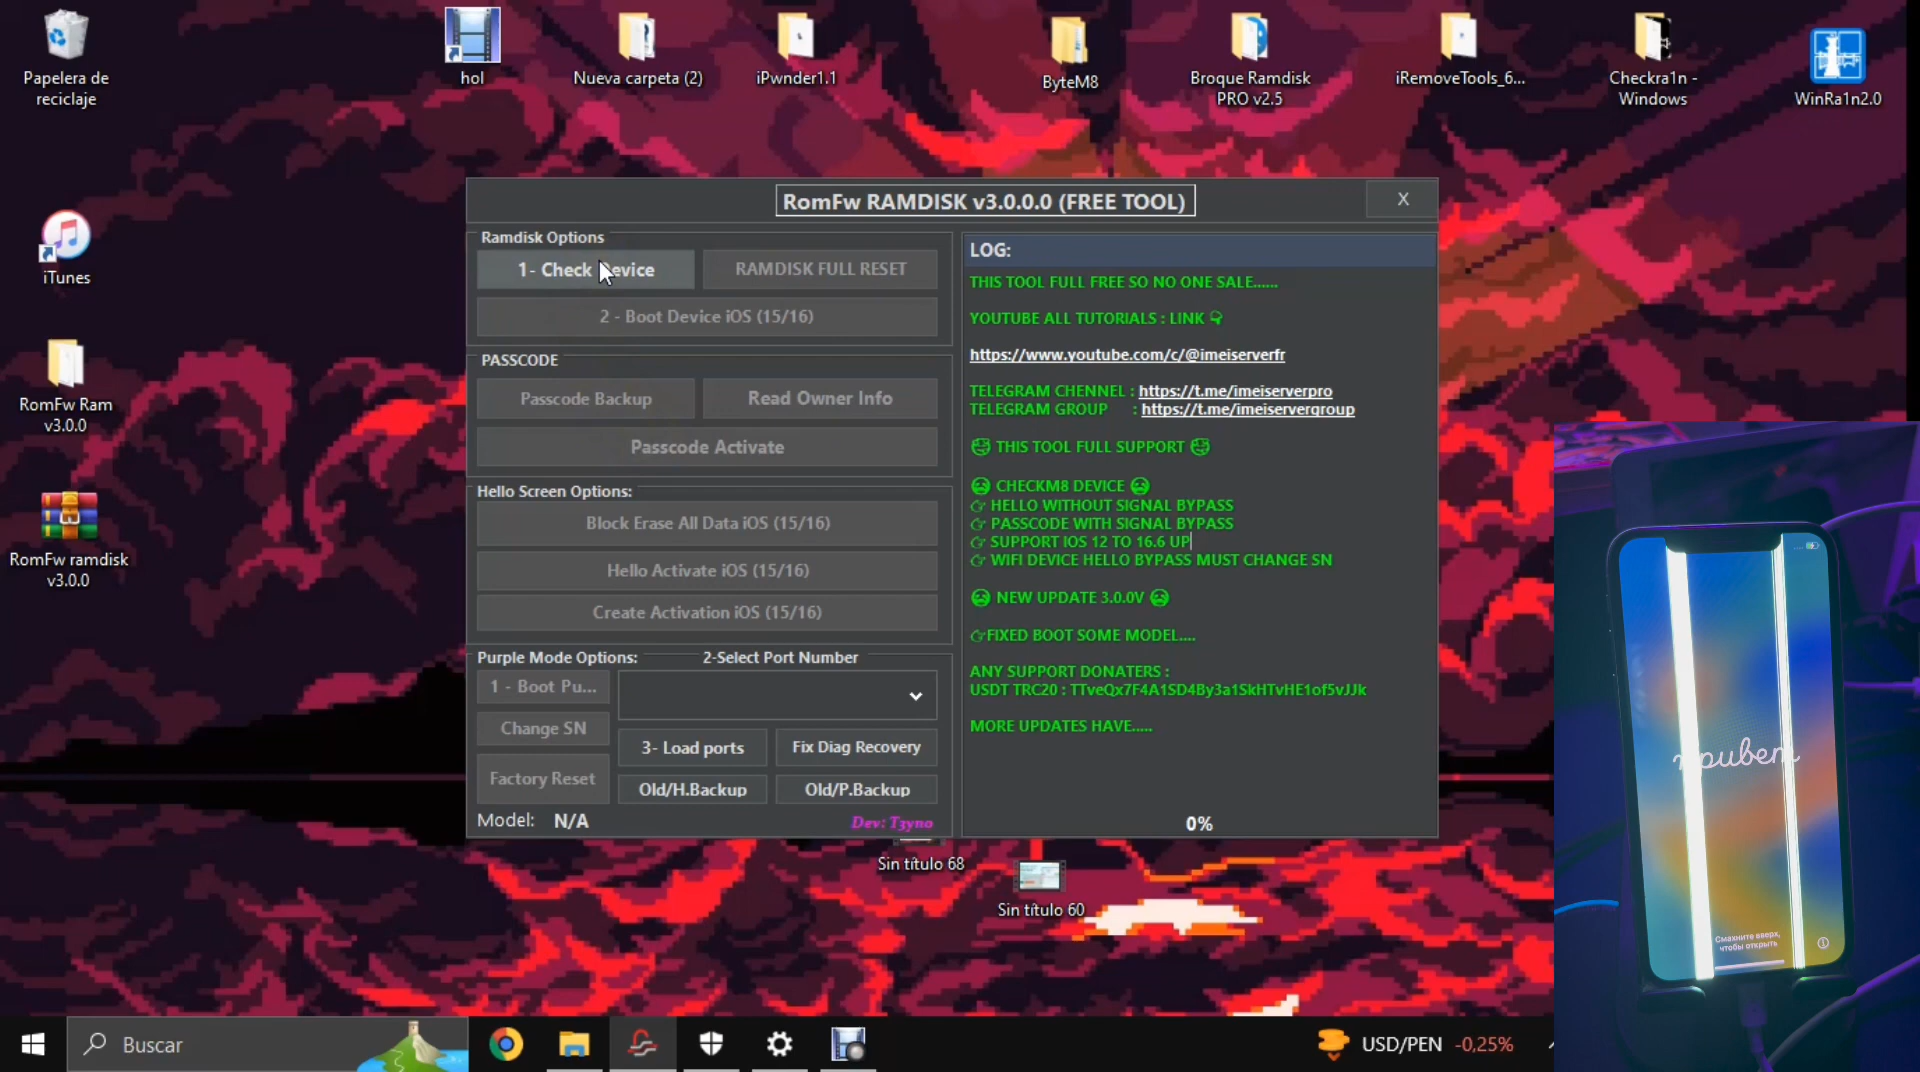 Papelera de
reciclaje
hol
Nueva carpeta (2)
iPwnder1.1
ByteM8
Broque Ramdisk
PRO v2.5
iRemoveTools_6...
Checkra1n -
Windows
WinRa1n2.0
iTunes
RomFw Ram
v3.0.0
RomFw ramdisk
v3.0.0
RomFw RAMDISK v3.0.0.0 (FREE TOOL)
X
Ramdisk Options
1- Check Device
RAMDISK FULL RESET
2 - Boot Device iOS (15/16)
PASSCODE
Passcode Backup
Read Owner Info
Passcode Activate
Hello Screen Options:
Block Erase All Data iOS (15/16)
Hello Activate iOS (15/16)
Create Activation iOS (15/16)
Purple Mode Options:
2-Select Port Number
1 - Boot Pu...
Change SN
3- Load ports
Fix Diag Recovery
Factory Reset
Old/H.Backup
Old/P.Backup
Model: N/A
Dev: T3yno
LOG:
THIS TOOL FULL FREE SO NO ONE SALE......
YOUTUBE ALL TUTORIALS : LINK 👇
https://www.youtube.com/c/@imeiserverfr
TELEGRAM CHENNEL : https://t.me/imeiserverpro
TELEGRAM GROUP : https://t.me/imeiservergroup
THIS TOOL FULL SUPPORT
CHECKM8 DEVICE
👉 HELLO WITHOUT SIGNAL BYPASS
👉 PASSCODE WITH SIGNAL BYPASS
👉 SUPPORT IOS 12 TO 16.6 UP
👉 WIFI DEVICE HELLO BYPASS MUST CHANGE SN
NEW UPDATE 3.0.0V
👉FIXED BOOT SOME MODEL....
ANY SUPPORT DONATERS :
USDT TRC20 : TTveQx7F4A1SD4By3a1SkHTvHE1of5vJJk
MORE UPDATES HAVE.....
0%
Sin título 68
Sin título 60
привет
Смахните вверх,
чтобы открыть
Buscar
USD/PEN -0,25%